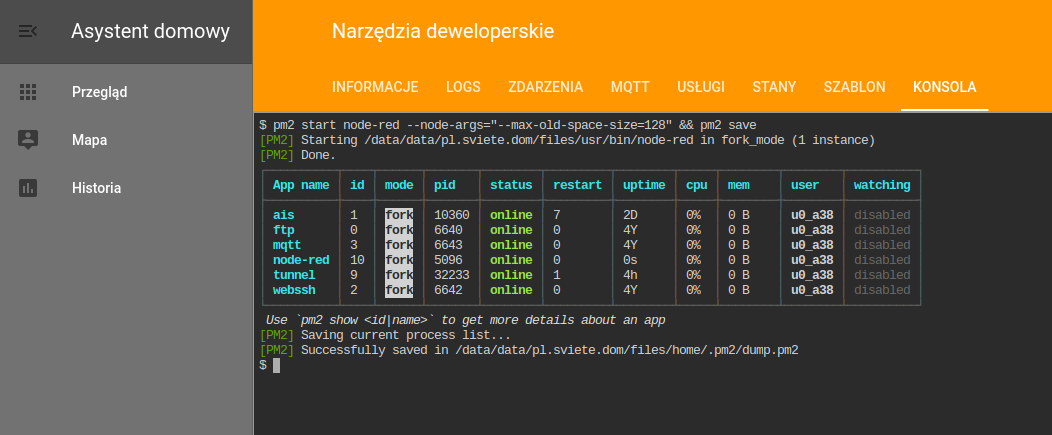 Asystent domowy
Przegląd
Mapa
Historia
Narzędzia deweloperskie
INFORMACJE LOGS ZDARZENIA MQTT USŁUGI STANY SZABLON KONSOLA
$ pm2 start node-red --node-args="--max-old-space-size=128" && pm2 save
[PM2] Starting /data/data/pl.sviete.dom/files/usr/bin/node-red in fork_mode (1 instance)
[PM2] Done.
App name id mode pid status restart uptime cpu mem user watching
ais 1 fork 10360 online 7 2D 0% 0 B u0_a38 disabled
ftp 0 fork 6640 online 0 4Y 0% 0 B u0_a38 disabled
mqtt 3 fork 6643 online 0 4Y 0% 0 B u0_a38 disabled
node-red 10 fork 5096 online 0 0s 0% 0 B u0_a38 disabled
tunnel 9 fork 32233 online 1 4h 0% 0 B u0_a38 disabled
webssh 2 fork 6642 online 0 4Y 0% 0 B u0_a38 disabled
Use `pm2 show <id|name>` to get more details about an app
[PM2] Saving current process list...
[PM2] Successfully saved in /data/data/pl.sviete.dom/files/home/.pm2/dump.pm2
$